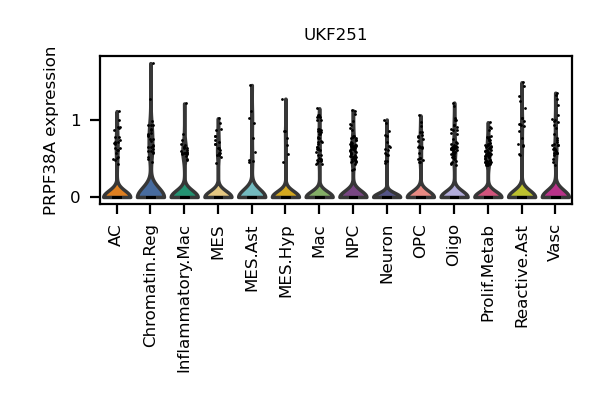 UKF251
PRPF38A expression
1
0
AC
Chromatin.Reg
Inflammatory.Mac
MES
MES.Ast
MES.Hyp
Mac
NPC
Neuron
OPC
Oligo
Prolif.Metab
Reactive.Ast
Vasc